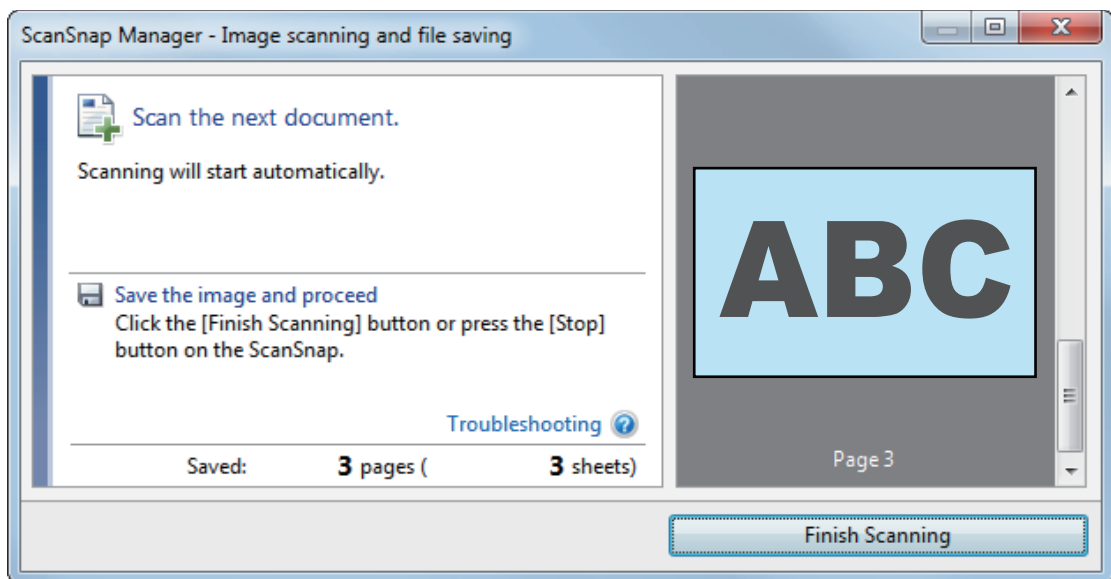 ScanSnap Manager - Image scanning and file saving
Scan the next document.
Scanning will start automatically.
Save the image and proceed
Click the [Finish Scanning] button or press the [Stop]
button on the ScanSnap.
Troubleshooting
Saved: 3 pages ( 3 sheets)
ABC
Page 3
Finish Scanning